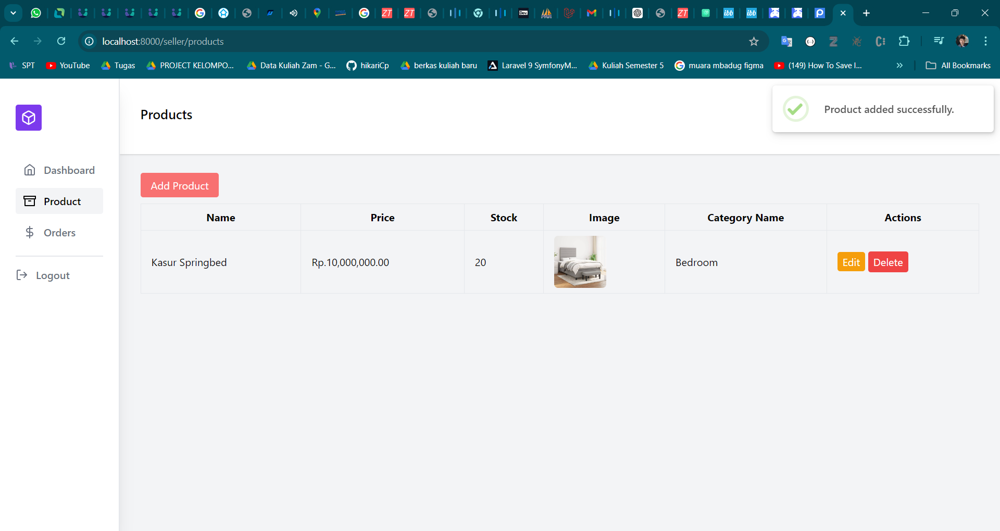 localhost:8000/seller/products
SPT YouTube Tugas PROJECT KELOMPO... Data Kuliah Zam - G... hikariCp berkas kuliah baru Laravel 9 SymfonyM... Kuliah Semester 5 muara mbadug figma (149) How To Save I... All Bookmarks
Products
Product added successfully.
Dashboard
Product
Orders
Logout
Add Product
Name Price Stock Image Category Name Actions
Kasur Springbed Rp.10,000,000.00 20 Bedroom Edit Delete